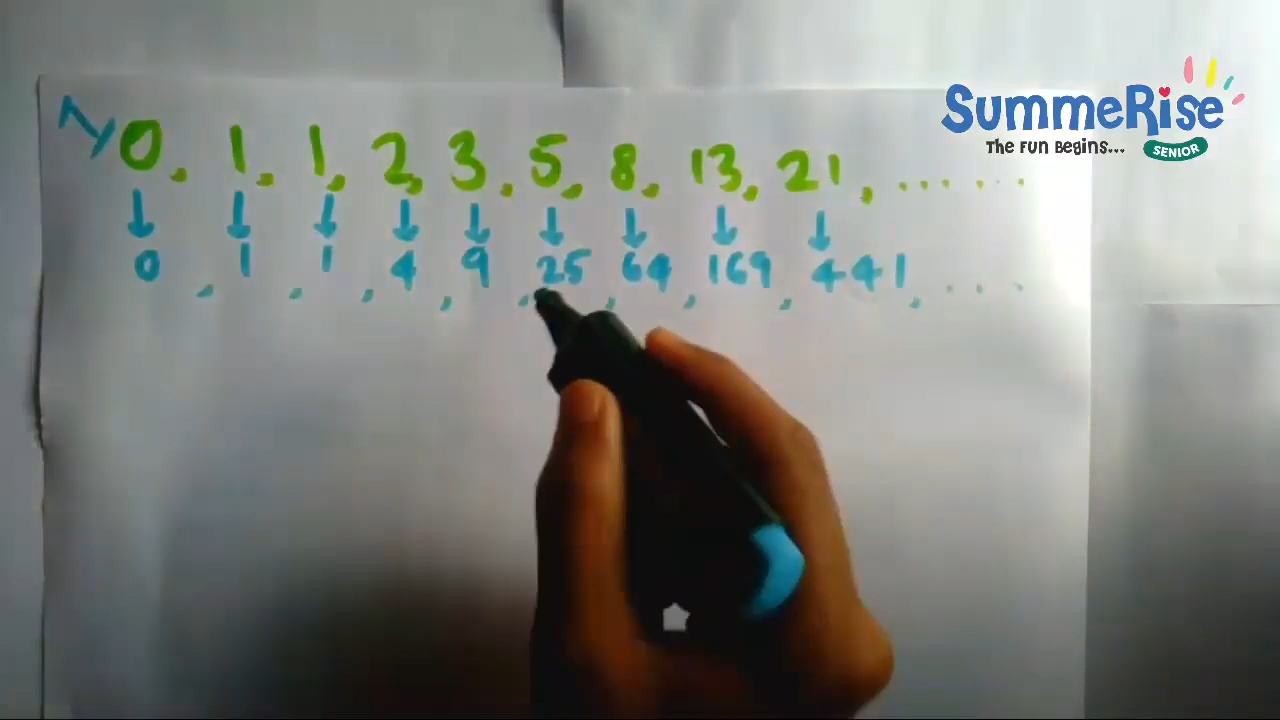 SummeRise
The Fun Begins...
SENIOR
0, 1, 1, 2, 3, 5, 8, 13, 21, ......
0, 1, 1, 4, 9, 25, 64, 169, 441, ...